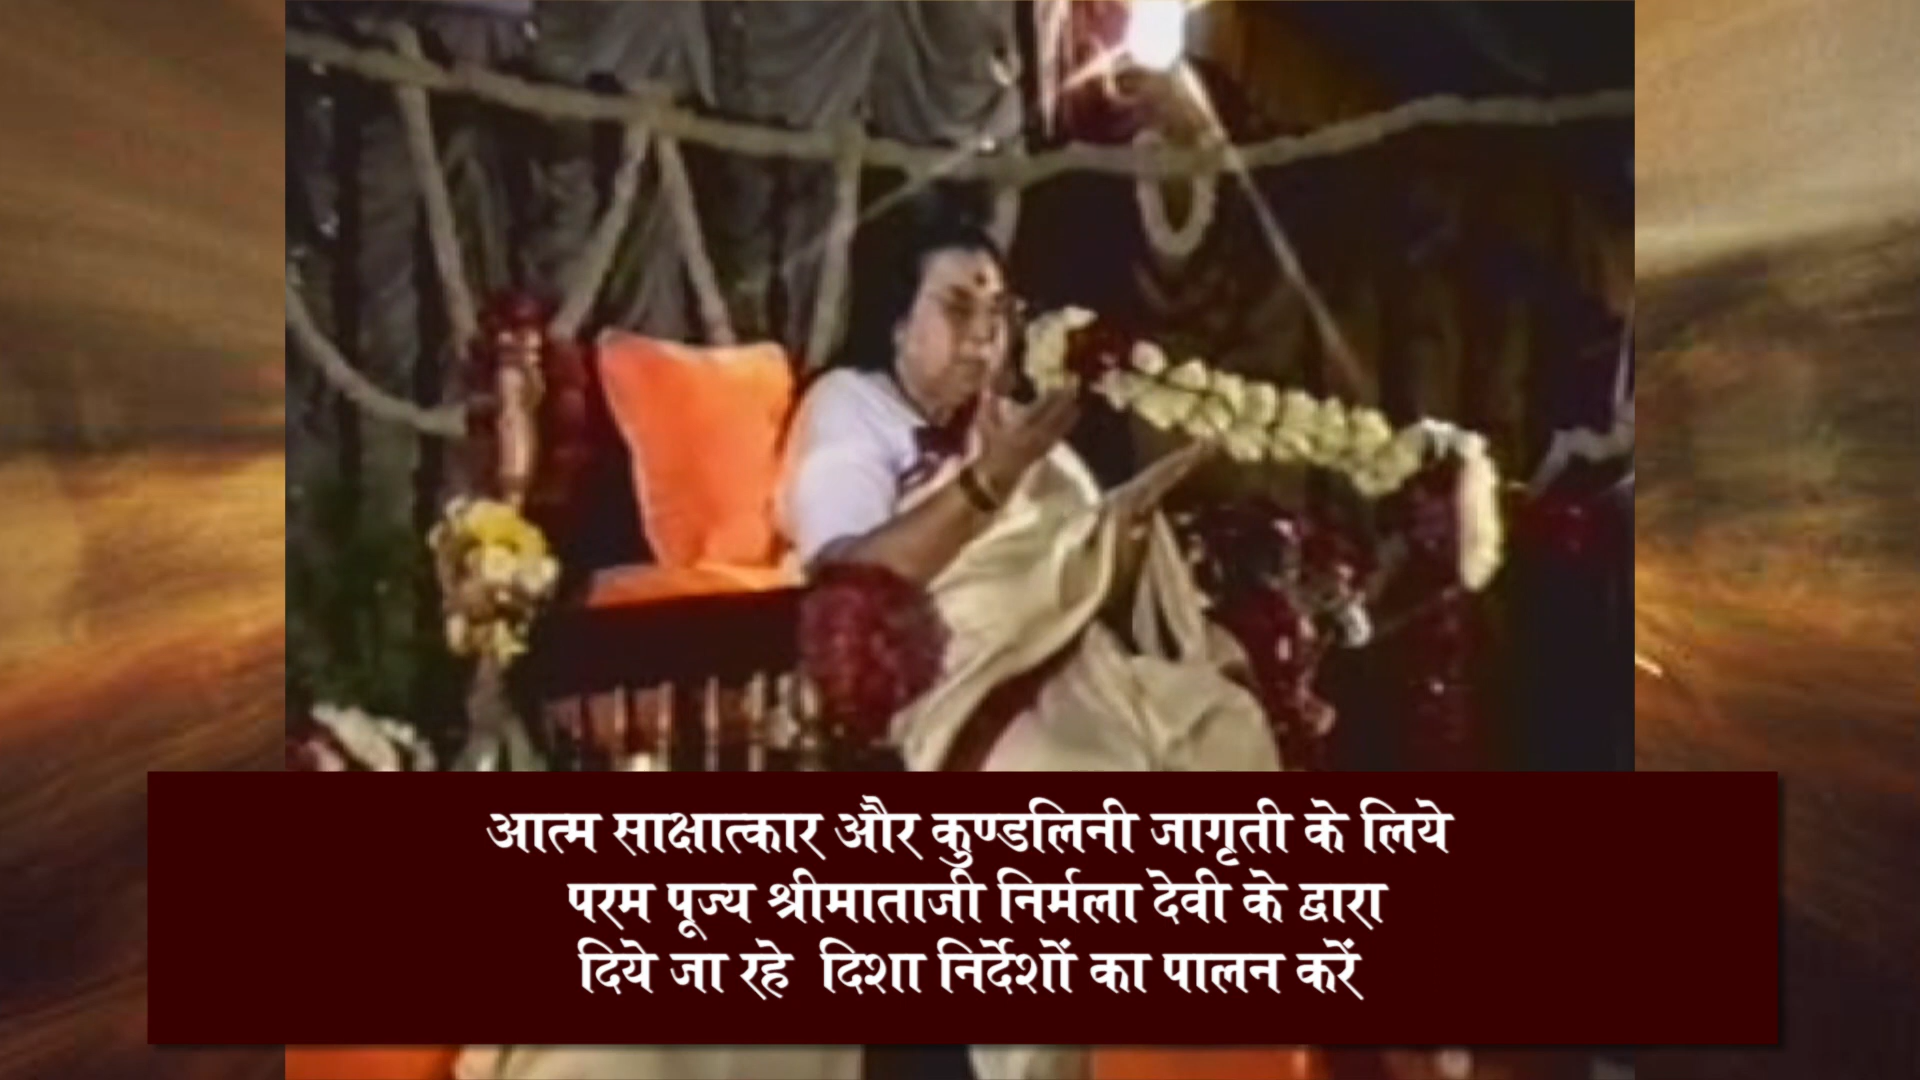 आत्म साक्षात्कार और कुण्डलिनी जागृती के लिये
परम पूज्य श्रीमाताजी निर्मला देवी के द्वारा
दिये जा रहे दिशा निर्देशों का पालन करें